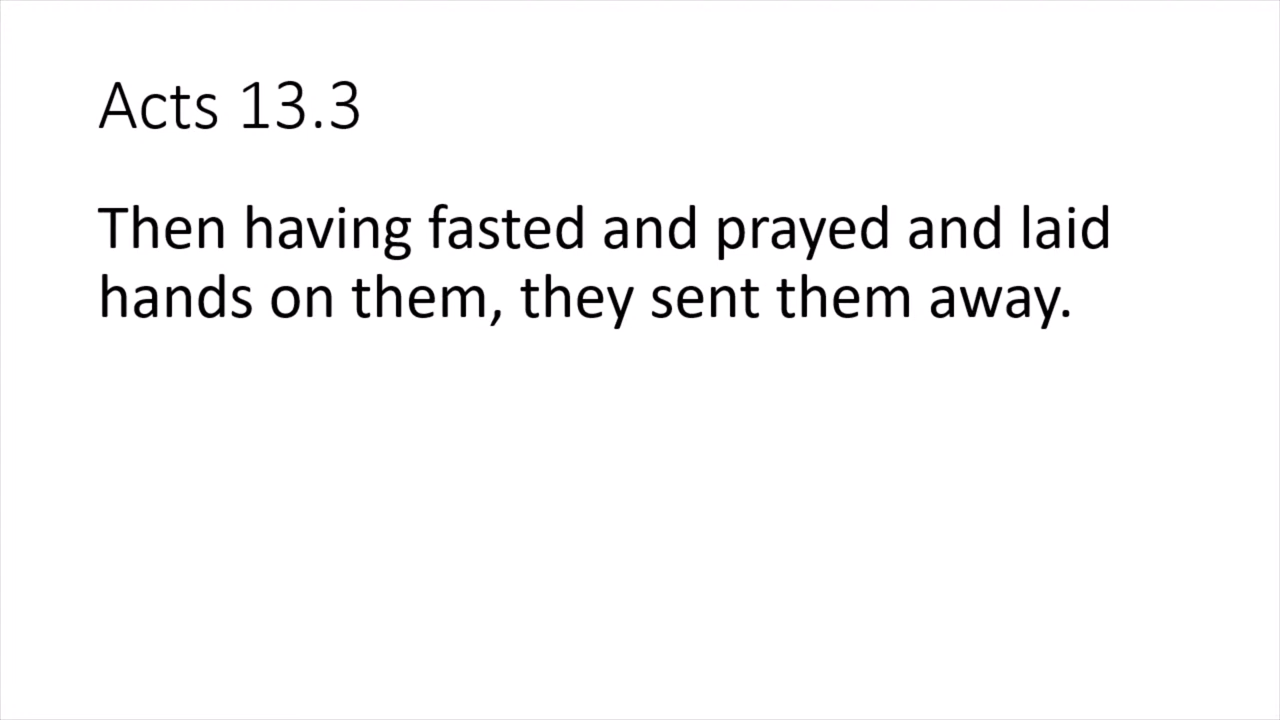 Acts 13.3
Then having fasted and prayed and laid
hands on them, they sent them away.